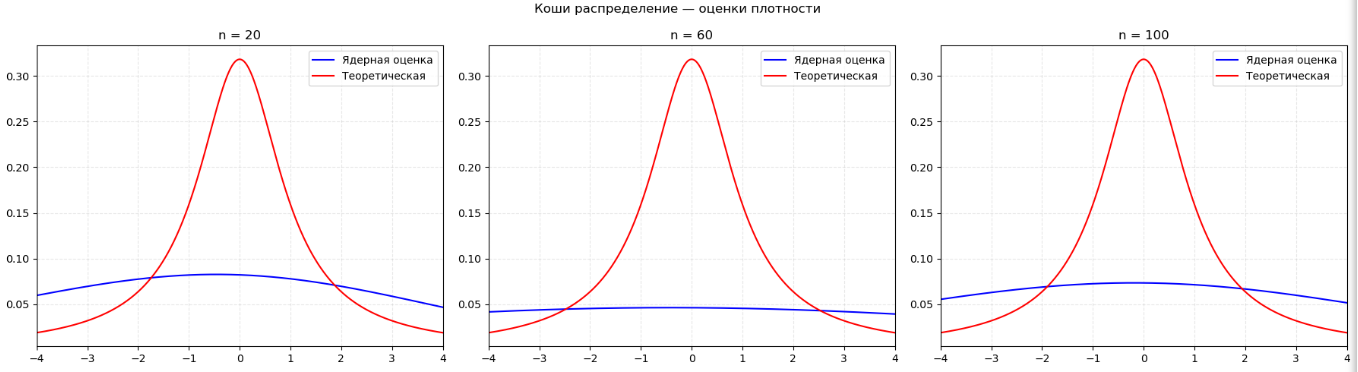 Коши распределение — оценки плотности
n = 20
Ядерная оценка
Теоретическая
0.30
0.25
0.20
0.15
0.10
0.05
−4 −3 −2 −1 0 1 2 3 4
n = 60
Ядерная оценка
Теоретическая
0.30
0.25
0.20
0.15
0.10
0.05
−4 −3 −2 −1 0 1 2 3 4
n = 100
Ядерная оценка
Теоретическая
0.30
0.25
0.20
0.15
0.10
0.05
−4 −3 −2 −1 0 1 2 3 4